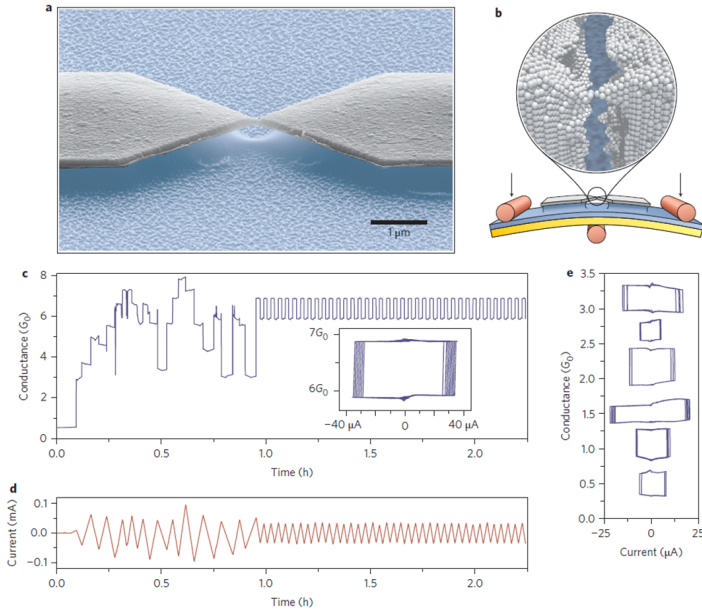 a
1 μm
b
c
8
6
4
2
0
Conductance (G0)
0.0
0.5
1.0
1.5
2.0
Time (h)
7G0
6G0
−40 μA
0
40 μA
d
0.1
0.0
−0.1
Current (mA)
0.0
0.5
1.0
1.5
2.0
Time (h)
e
3.5
3.0
2.5
2.0
1.5
1.0
0.5
0.0
Conductance (G0)
−25
0
25
Current (μA)